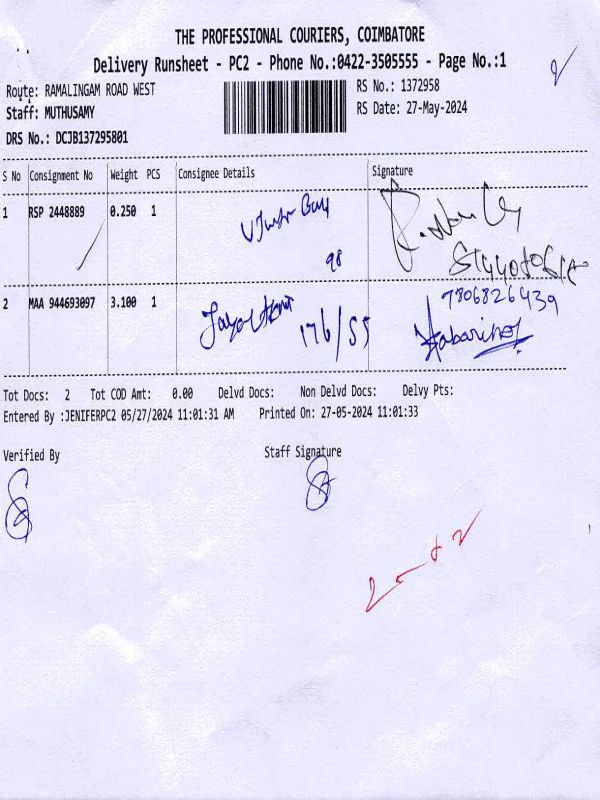 THE PROFESSIONAL COURIERS, COIMBATORE
Delivery Runsheet - PC2 - Phone No.:0422-3505555 - Page No.:1
Route: RAMALINGAM ROAD WEST
RS No.: 1372958
Staff: MUTHUSAMY
RS Date: 27-May-2024
DRS No.: DCJB137295801
S No Consignment No Weight PCS Consignee Details Signature
1 RSP 2448889 0.250 1
98
2 MAA 944693097 3.100 1 176/55
7806826439
Tot Docs: 2 Tot COD Amt: 0.00 Delvd Docs: Non Delvd Docs: Delvy Pts:
Entered By :JENIFERPC2 05/27/2024 11:01:31 AM Printed On: 27-05-2024 11:01:33
Verified By Staff Signature